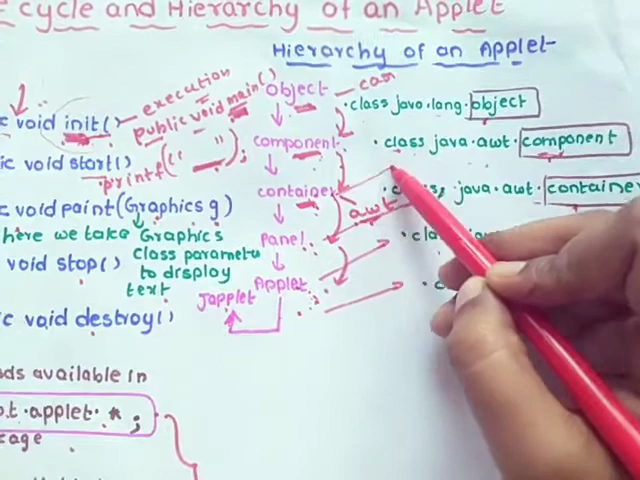 cycle and Hierarchy of an Applet
Hierarchy of an Applet
c void init() execution
public void main()
ic void start()
printf(" ");
c void paint(Graphics g)
here we take Graphics
class parameter
to display
text
void stop()
ic void destroy()
object
component
container
awt
Panel
Applet
Japplet
class java.lang.object
class java.awt.component
java.awt.container
ds available in
.applet.*;